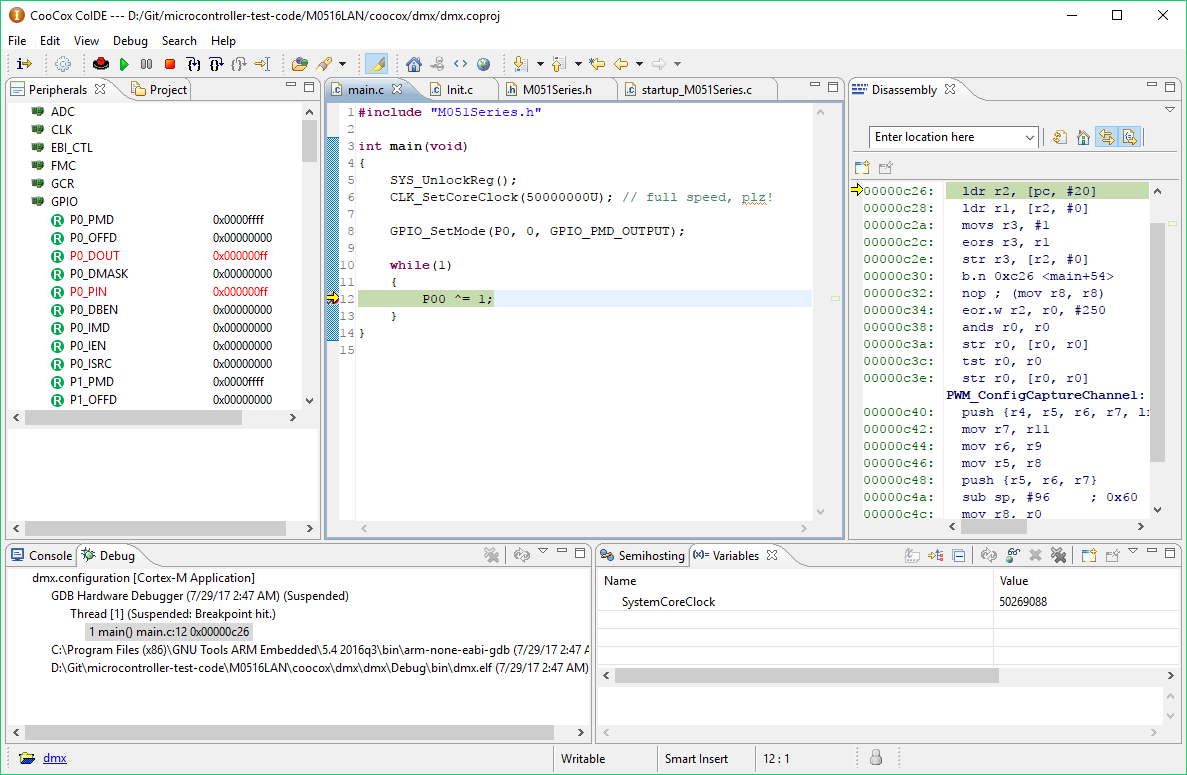 CooCox CoIDE --- D:/Git/microcontroller-test-code/M0516LAN/coocox/dmx/dmx.coproj
File Edit View Debug Search Help
Peripherals Project
ADC
CLK
EBI_CTL
FMC
GCR
GPIO
P0_PMD 0x0000ffff
P0_OFFD 0x00000000
P0_DOUT 0x000000ff
P0_DMASK 0x00000000
P0_PIN 0x000000ff
P0_DBEN 0x00000000
P0_IMD 0x00000000
P0_IEN 0x00000000
P0_ISRC 0x00000000
P1_PMD 0x0000ffff
P1_OFFD 0x00000000
main.c Init.c M051Series.h startup_M051Series.c
1 #include "M051Series.h"
2
3 int main(void)
4 {
5 SYS_UnlockReg();
6 CLK_SetCoreClock(50000000U); // full speed, plz!
7
8 GPIO_SetMode(P0, 0, GPIO_PMD_OUTPUT);
9
10 while(1)
11 {
12 P00 ^= 1;
13 }
14 }
15
Disassembly
Enter location here
00000c26: ldr r2, [pc, #20]
00000c28: ldr r1, [r2, #0]
00000c2a: movs r3, #1
00000c2c: eors r3, r1
00000c2e: str r3, [r2, #0]
00000c30: b.n 0xc26 <main+54>
00000c32: nop ; (mov r8, r8)
00000c34: eor.w r2, r0, #250
00000c38: ands r0, r0
00000c3a: str r0, [r0, r0]
00000c3c: tst r0, r0
00000c3e: str r0, [r0, r0]
PWM_ConfigCaptureChannel:
00000c40: push {r4, r5, r6, r7, l
00000c42: mov r7, r11
00000c44: mov r6, r9
00000c46: mov r5, r8
00000c48: push {r5, r6, r7}
00000c4a: sub sp, #96 ; 0x60
00000c4c: mov r8, r0
Console Debug
dmx.configuration [Cortex-M Application]
GDB Hardware Debugger (7/29/17 2:47 AM) (Suspended)
Thread [1] (Suspended: Breakpoint hit.)
1 main() main.c:12 0x00000c26
C:\Program Files (x86)\GNU Tools ARM Embedded\5.4 2016q3\bin\arm-none-eabi-gdb (7/29/17 2:47 A
D:\Git\microcontroller-test-code\M0516LAN\coocox\dmx\dmx\Debug\bin\dmx.elf (7/29/17 2:47 AM)
Semihosting Variables
Name Value
SystemCoreClock 50269088
dmx Writable Smart Insert 12 : 1